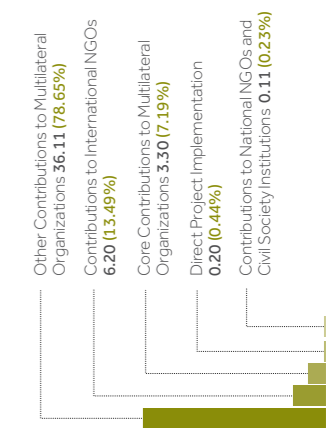 Other Contributions to Multilateral
Organizations 36.11 (78.65%)
Contributions to International NGOs
6.20 (13.49%)
Core Contributions to Multilateral
Organizations 3.30 (7.19%)
Direct Project Implementation
0.20 (0.44%)
Contributions to National NGOs and
Civil Society Institutions 0.11 (0.23%)